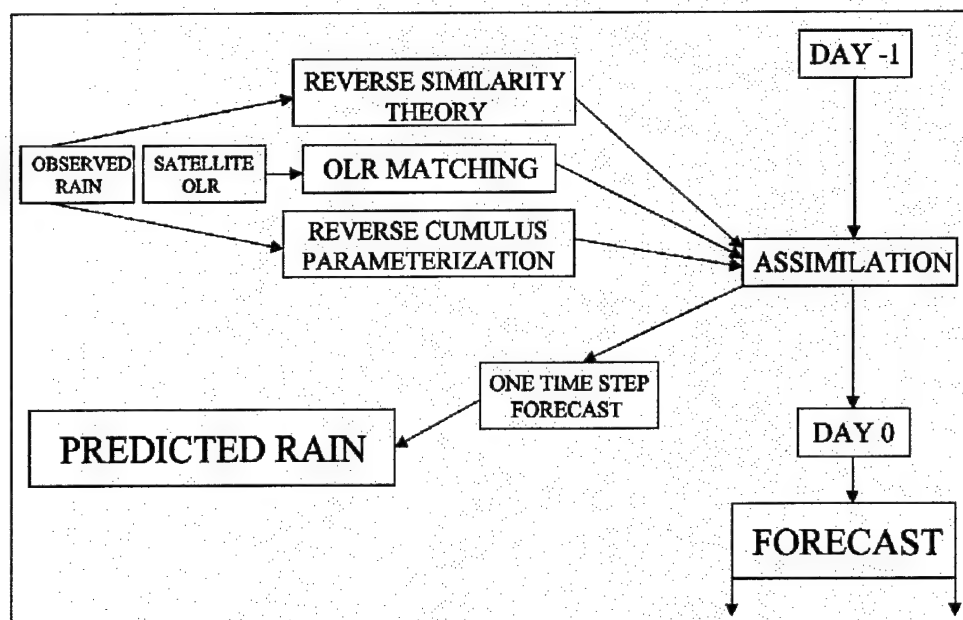 DAY -1
REVERSE SIMILARITY
THEORY
OBSERVED
RAIN
SATELLITE
OLR
OLR MATCHING
REVERSE CUMULUS
PARAMETERIZATION
ASSIMILATION
ONE TIME STEP
FORECAST
PREDICTED RAIN
DAY 0
FORECAST